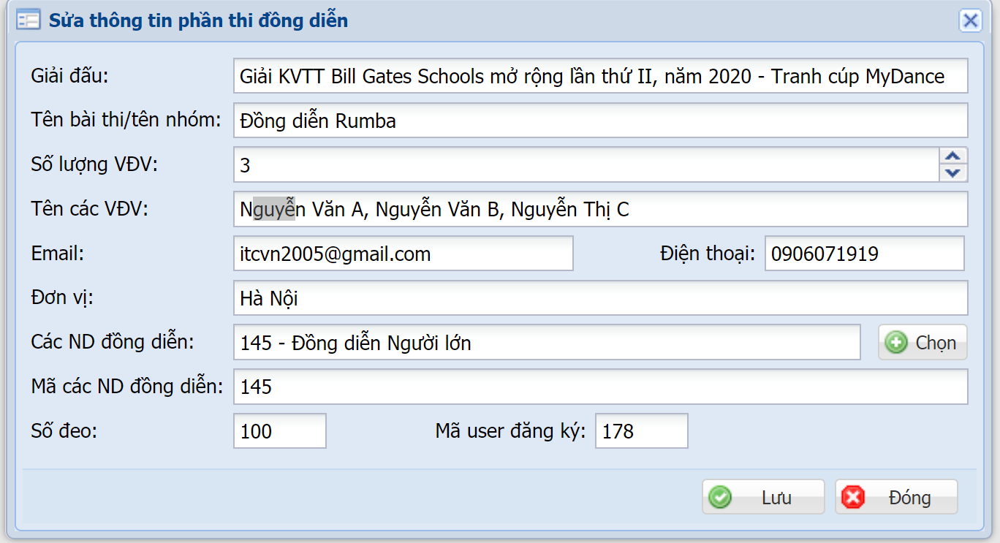 Sửa thông tin phần thi đồng diễn
Giải đấu: Giải KVTT Bill Gates Schools mở rộng lần thứ II, năm 2020 - Tranh cúp MyDance
Tên bài thi/tên nhóm: Đồng diễn Rumba
Số lượng VĐV: 3
Tên các VĐV: Nguyễn Văn A, Nguyễn Văn B, Nguyễn Thị C
Email: itcvn2005@gmail.com Điện thoại: 0906071919
Đơn vị: Hà Nội
Các ND đồng diễn: 145 - Đồng diễn Người lớn Chọn
Mã các ND đồng diễn: 145
Số đeo: 100 Mã user đăng ký: 178
Lưu Đóng